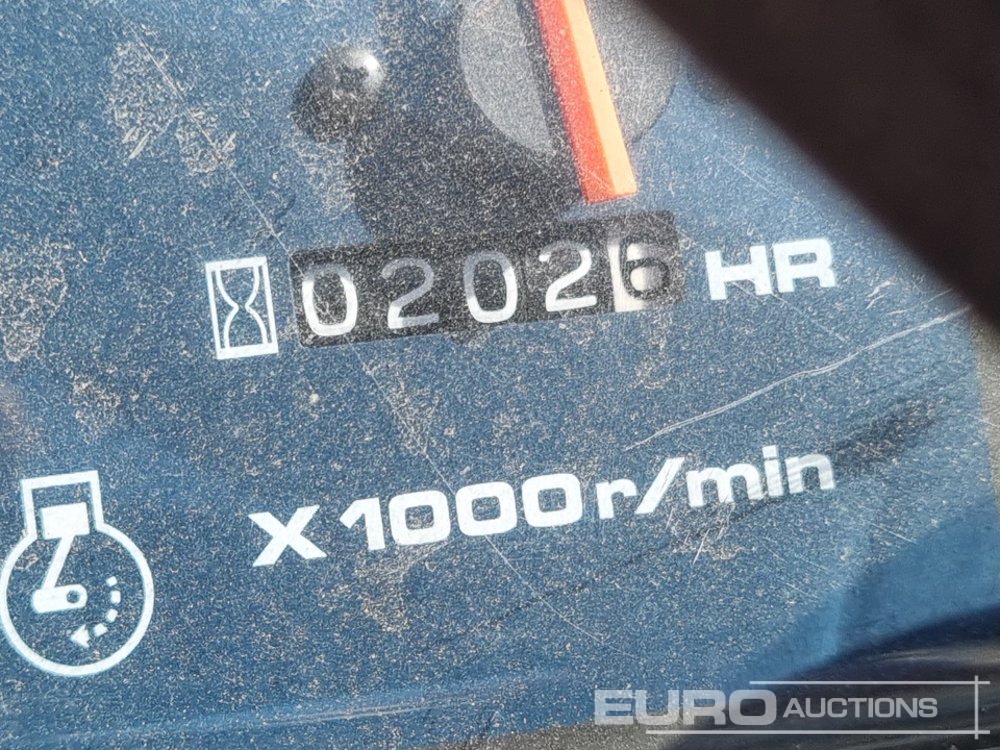 02026 HR
X1000r/min
EURO AUCTIONS